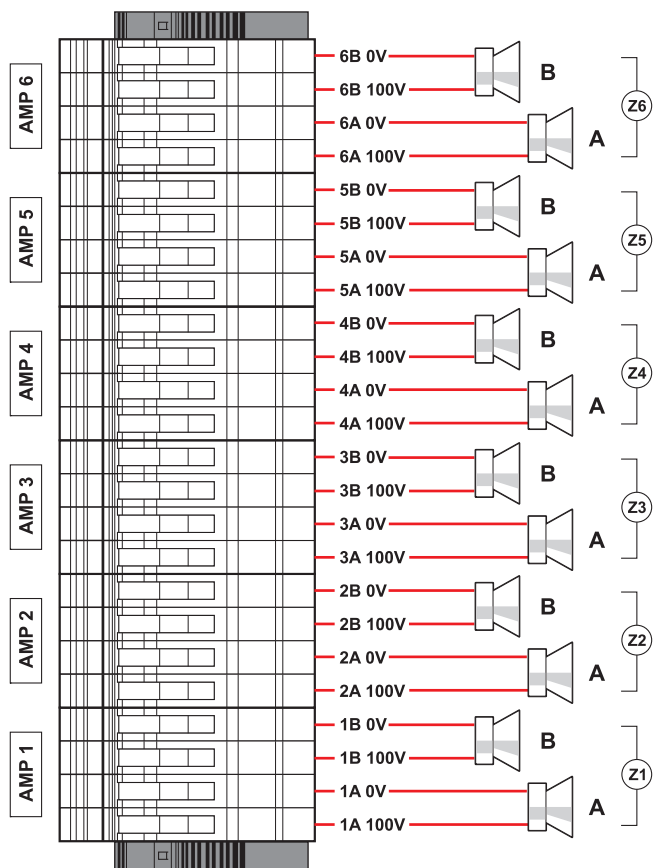 AMP 6
6B 0V
B
6B 100V
Z6
6A 0V
A
6A 100V
AMP 5
5B 0V
B
5B 100V
Z5
5A 0V
A
5A 100V
AMP 4
4B 0V
B
4B 100V
Z4
4A 0V
A
4A 100V
AMP 3
3B 0V
B
3B 100V
Z3
3A 0V
A
3A 100V
AMP 2
2B 0V
B
2B 100V
Z2
2A 0V
A
2A 100V
AMP 1
1B 0V
B
1B 100V
Z1
1A 0V
A
1A 100V